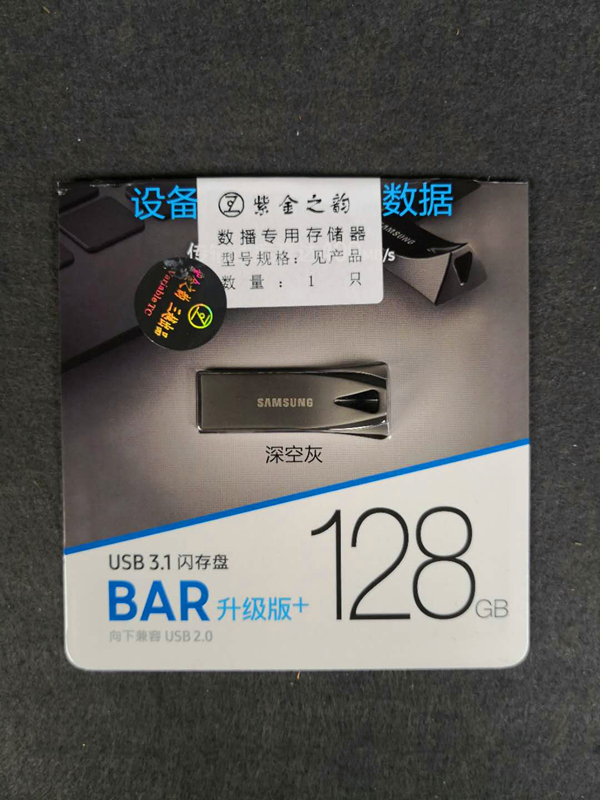 设备
紫金之韵
数据
数播专用存储器
型号规格：见产品
数量：1 只
/s
SAMSUNG
VariableTC
SAMSUNG
深空灰
USB 3.1 闪存盘
128GB
BAR 升级版+
向下兼容 USB 2.0